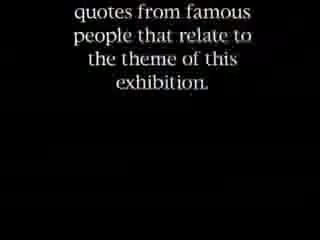 quotes from famous
people that relate to
the theme of this
exhibition.